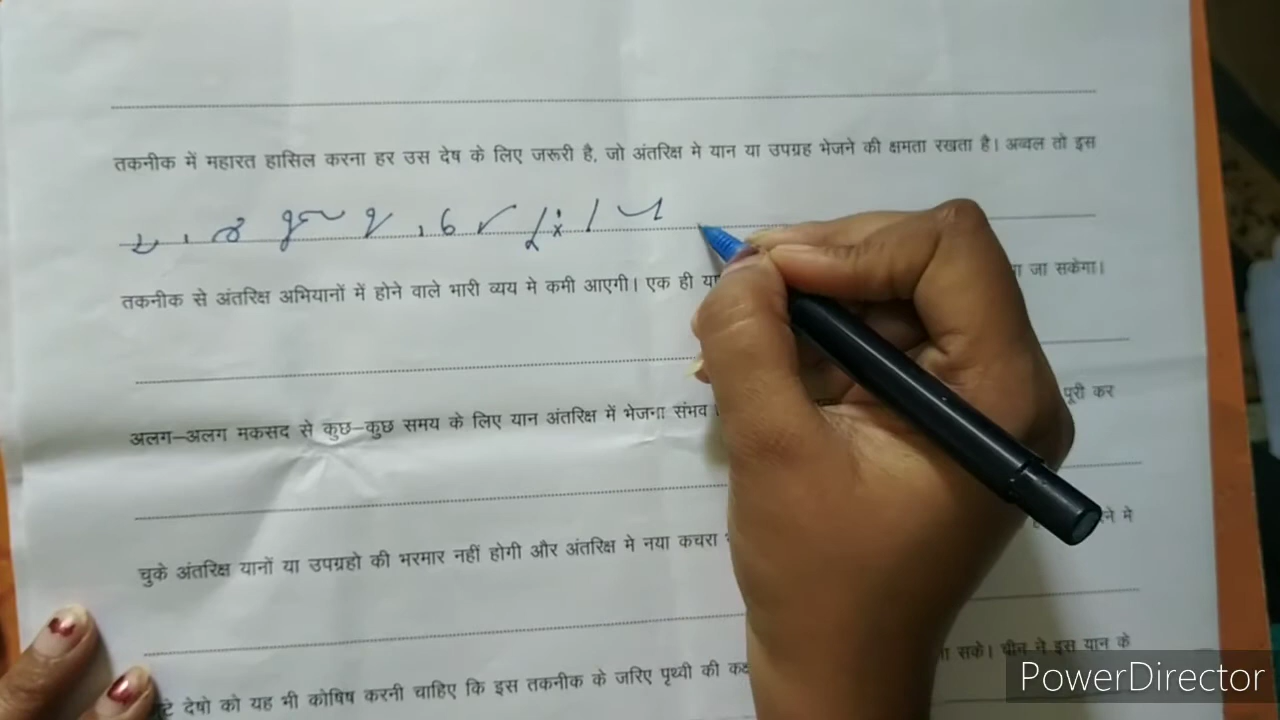 तकनीक में महारत हासिल करना हर उस देष के लिए जरूरी है, जो अंतरिक्ष मे यान या उपग्रह भेजने की क्षमता रखता है। अव्वल तो इस
तकनीक से अंतरिक्ष अभियानों में होने वाले भारी व्यय मे कमी आएगी। एक ही जा सकेगा।
अलग–अलग मकसद से कुछ–कुछ समय के लिए यान अंतरिक्ष में भेजना संभव पूरी कर
चुके अंतरिक्ष यानों या उपग्रहो की भरमार नहीं होगी और अंतरिक्ष मे नया कचरा मे
देषो को यह भी कोषिष करनी चाहिए कि इस तकनीक के जरिए पृथ्वी की सके। चीन ने इस यान के
PowerDirector